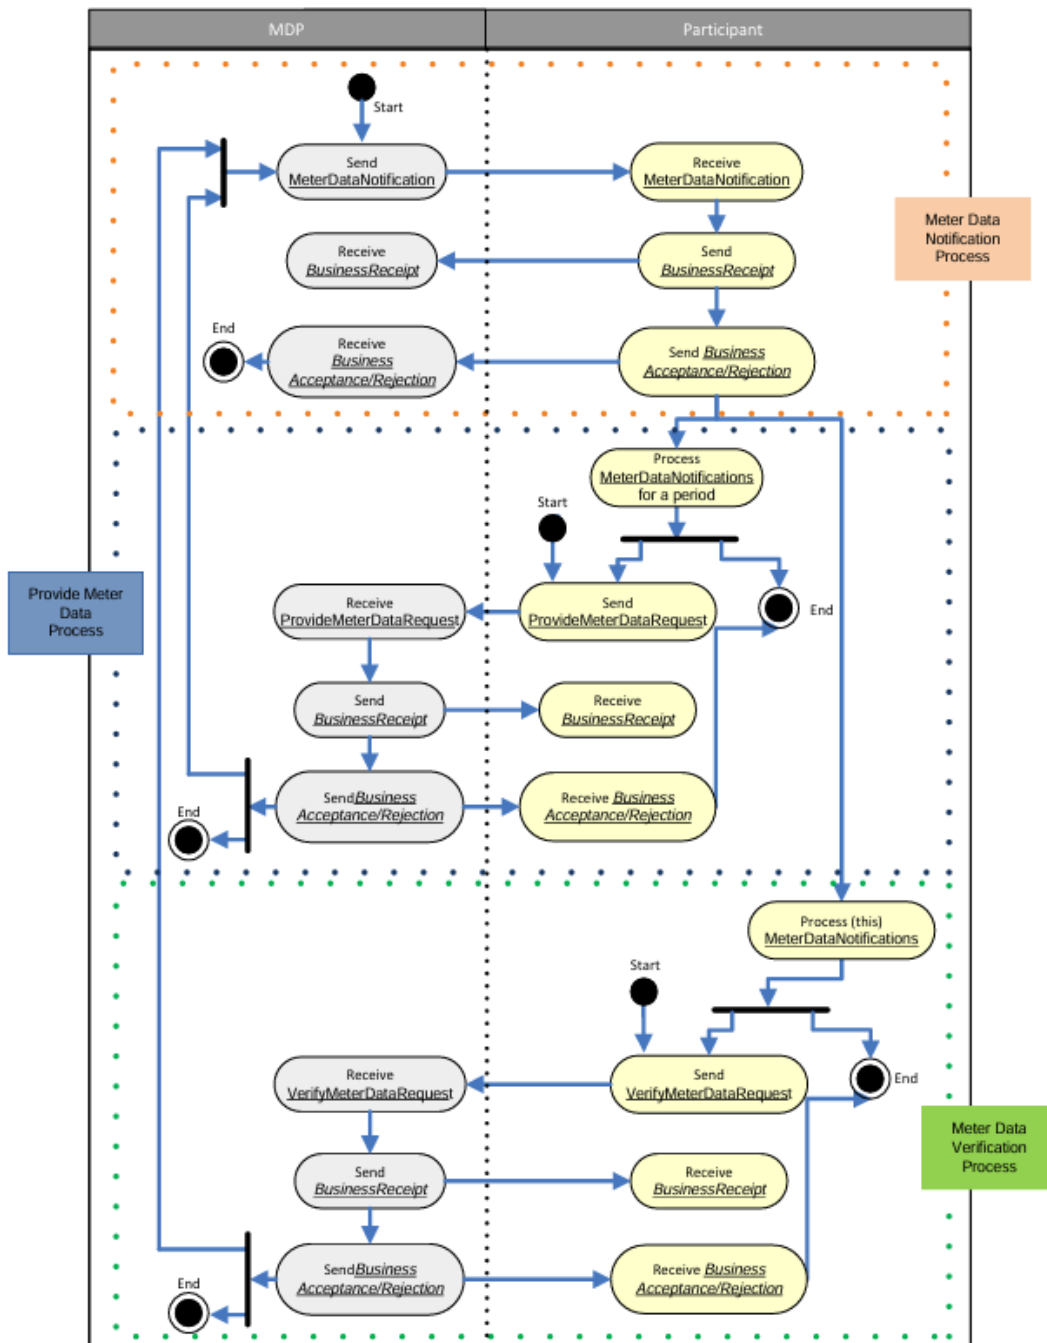 MDP
Participant
Start
Send
MeterDataNotification
Receive
MeterDataNotification
Meter Data
Notification
Process
Receive
BusinessReceipt
Send
BusinessReceipt
End
Receive
Business
Acceptance/Rejection
Send Business
Acceptance/Rejection
Process
MeterDataNotifications
for a period
Start
Provide Meter
Data
Process
Receive
ProvideMeterDataRequest
Send
ProvideMeterDataRequest
End
Send
BusinessReceipt
Receive
BusinessReceipt
End
SendBusiness
Acceptance/Rejection
Receive Business
Acceptance/Rejection
Process (this)
MeterDataNotifications
Start
Receive
VerifyMeterDataRequest
Send
VerifyMeterDataRequest
End
Meter Data
Verification
Process
Send
BusinessReceipt
Receive
BusinessReceipt
End
SendBusiness
Acceptance/Rejection
Receive Business
Acceptance/Rejection